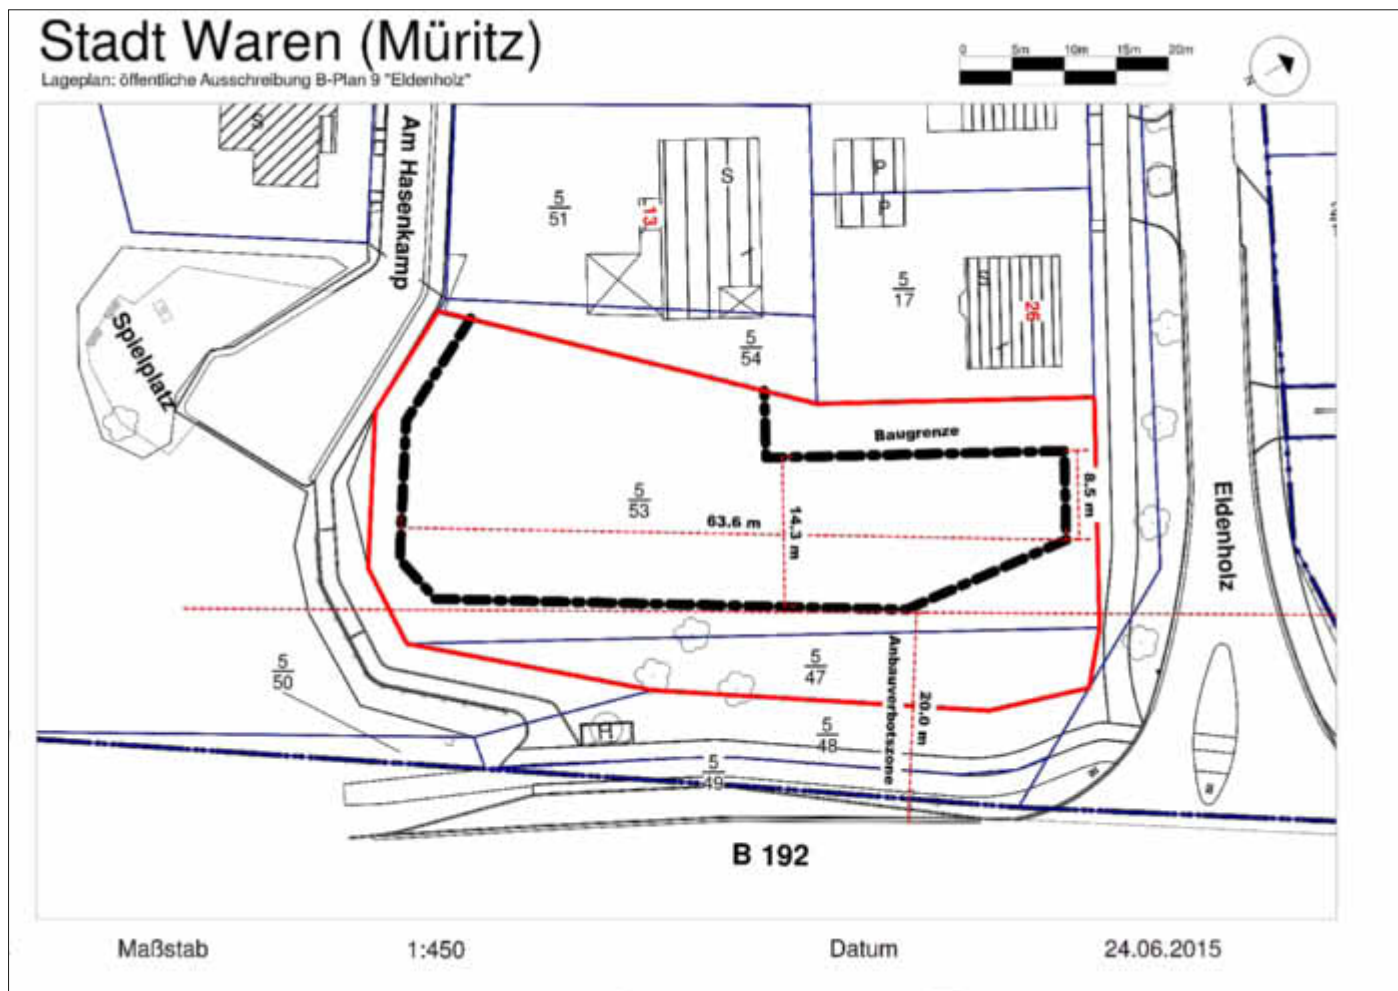 Stadt Waren (Müritz)
Lageplan: öffentliche Ausschreibung B-Plan 9 "Eldenholz"
0 5m 10m 15m 20m
N
S
Am Hasenkamp
5
51
13
S
P
P
5
17
S
26
Spielplatz
5
54
Baugrenze
5
53
63.6 m
14.3 m
8.5 m
Eldenholz
5
50
5
47
Anbauverbotszone
20.0 m
H
5
48
5
49
B 192
Maßstab 1:450 Datum 24.06.2015